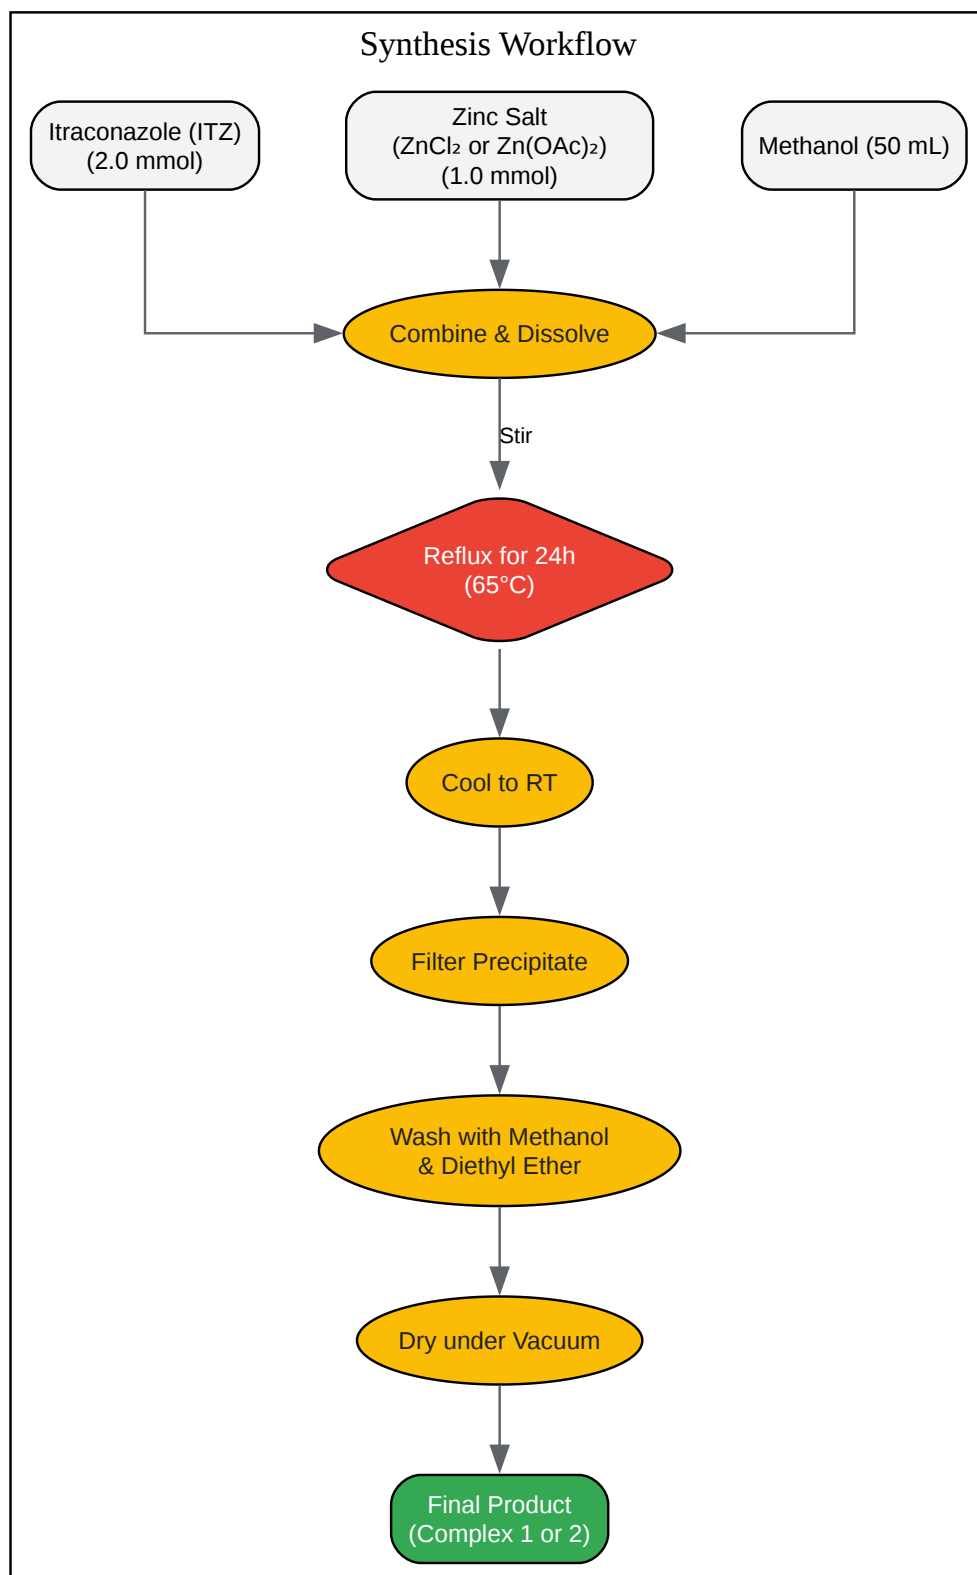 Synthesis Workflow
Itraconazole (ITZ)
(2.0 mmol)
Zinc Salt
(ZnCl₂ or Zn(OAc)₂)
(1.0 mmol)
Methanol (50 mL)
Combine & Dissolve
Stir
Reflux for 24h
(65°C)
Cool to RT
Filter Precipitate
Wash with Methanol
& Diethyl Ether
Dry under Vacuum
Final Product
(Complex 1 or 2)